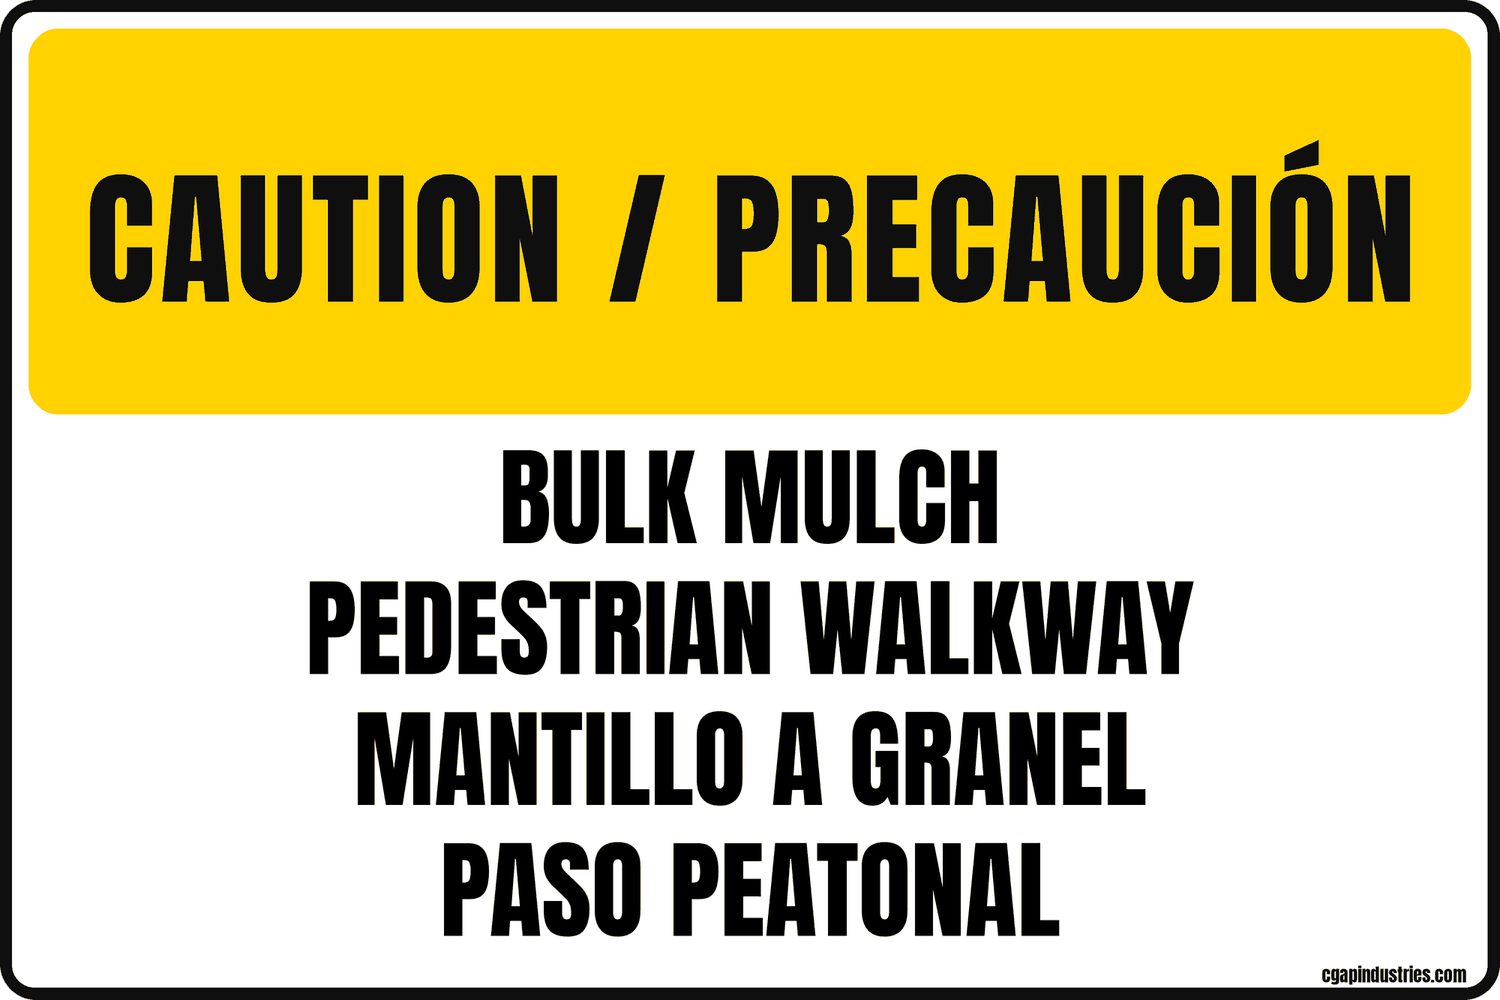 CAUTION / PRECAUCIÓN
BULK MULCH
PEDESTRIAN WALKWAY
MANTILLO A GRANEL
PASO PEATONAL
cgapindustries.com